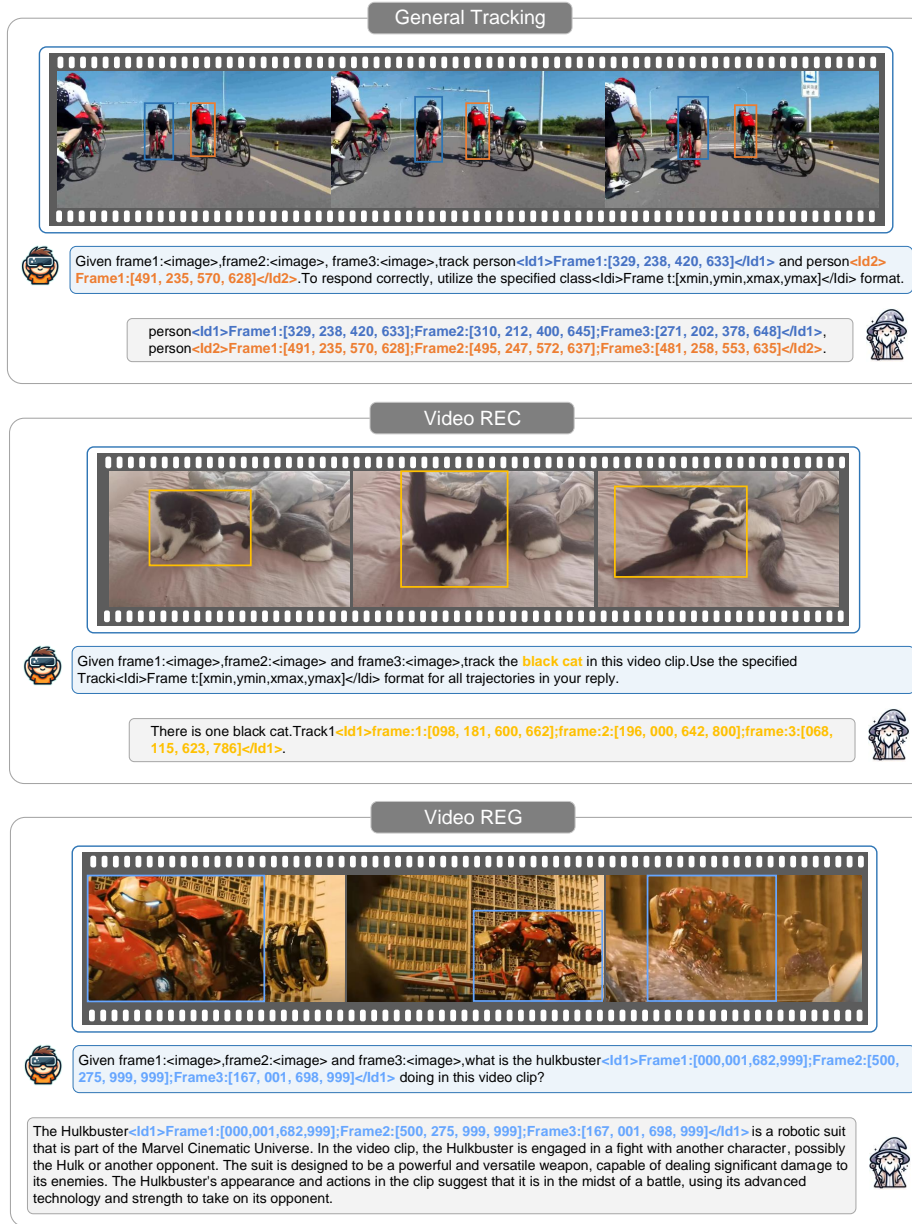 General Tracking
Given frame1:<image>,frame2:<image>, frame3:<image>,track person<Id1>Frame1:[329, 238, 420, 633]</Id1> and person<Id2>
Frame1:[491, 235, 570, 628]</Id2>.To respond correctly, utilize the specified class<Idi>Frame t:[xmin,ymin,xmax,ymax]</Idi> format.
person<Id1>Frame1:[329, 238, 420, 633];Frame2:[310, 212, 400, 645];Frame3:[271, 202, 378, 648]</Id1>,
person<Id2>Frame1:[491, 235, 570, 628];Frame2:[495, 247, 572, 637];Frame3:[481, 258, 553, 635]</Id2>.
Video REC
Given frame1:<image>,frame2:<image> and frame3:<image>,track the black cat in this video clip.Use the specified
Tracki<Idi>Frame t:[xmin,ymin,xmax,ymax]</Idi> format for all trajectories in your reply.
There is one black cat.Track1<Id1>frame:1:[098, 181, 600, 662];frame:2:[196, 000, 642, 800];frame:3:[068,
115, 623, 786]</Id1>.
Video REG
Given frame1:<image>,frame2:<image> and frame3:<image>,what is the hulkbuster<Id1>Frame1:[000,001,682,999];Frame2:[500,
275, 999, 999];Frame3:[167, 001, 698, 999]</Id1> doing in this video clip?
The Hulkbuster<Id1>Frame1:[000,001,682,999];Frame2:[500, 275, 999, 999];Frame3:[167, 001, 698, 999]</Id1> is a robotic suit
that is part of the Marvel Cinematic Universe. In the video clip, the Hulkbuster is engaged in a fight with another character, possibly
the Hulk or another opponent. The suit is designed to be a powerful and versatile weapon, capable of dealing significant damage to
its enemies. The Hulkbuster's appearance and actions in the clip suggest that it is in the midst of a battle, using its advanced
technology and strength to take on its opponent.